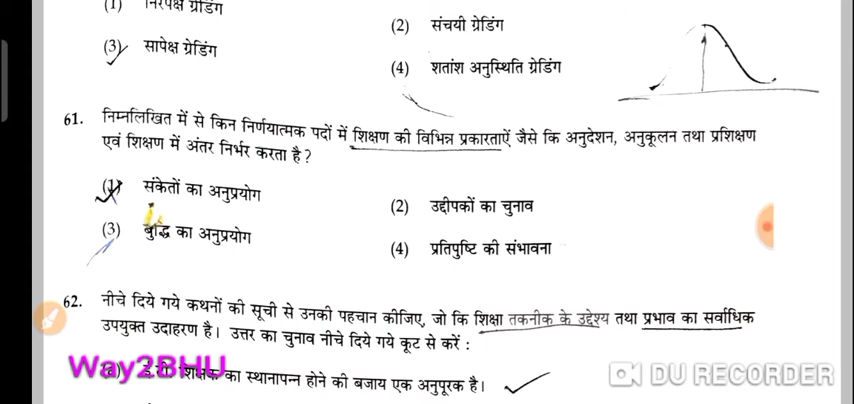 (1) निरपेक्ष ग्रेडिंग
(2) संचयी ग्रेडिंग
(3) सापेक्ष ग्रेडिंग
(4) शतांश अनुस्थिति ग्रेडिंग
61. निम्नलिखित में से किन निर्णयात्मक पदों में शिक्षण की विभिन्न प्रकारताऐं जैसे कि अनुदेशन, अनुकूलन तथा प्रशिक्षण
एवं शिक्षण में अंतर निर्भर करता है?
(1) संकेतों का अनुप्रयोग
(2) उद्दीपकों का चुनाव
(3) बुद्धि का अनुप्रयोग
(4) प्रतिपुष्टि की संभावना
62. नीचे दिये गये कथनों की सूची से उनकी पहचान कीजिए, जो कि शिक्षा तकनीक के उद्देश्य तथा प्रभाव का सर्वाधिक
उपयुक्त उदाहरण है। उत्तर का चुनाव नीचे दिये गये कूट से करें :
शिक्षक का स्थानापन्न होने की बजाय एक अनुपूरक है।
Way2BHU
DU RECORDER